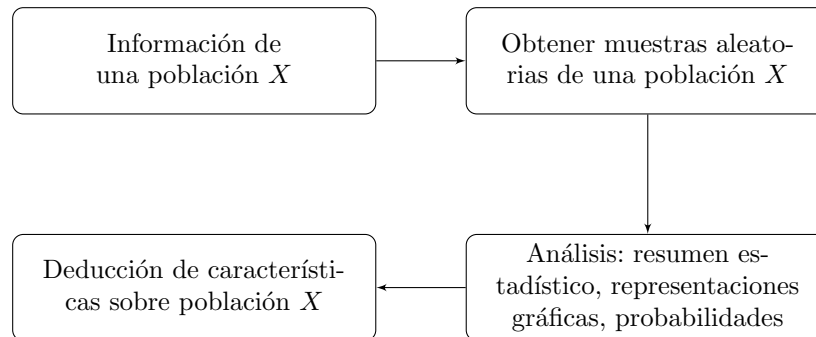 Información de
una población X
Obtener muestras aleato-
rias de una población X
Análisis: resumen es-
tadístico, representaciones
gráficas, probabilidades
Deducción de característi-
cas sobre población X